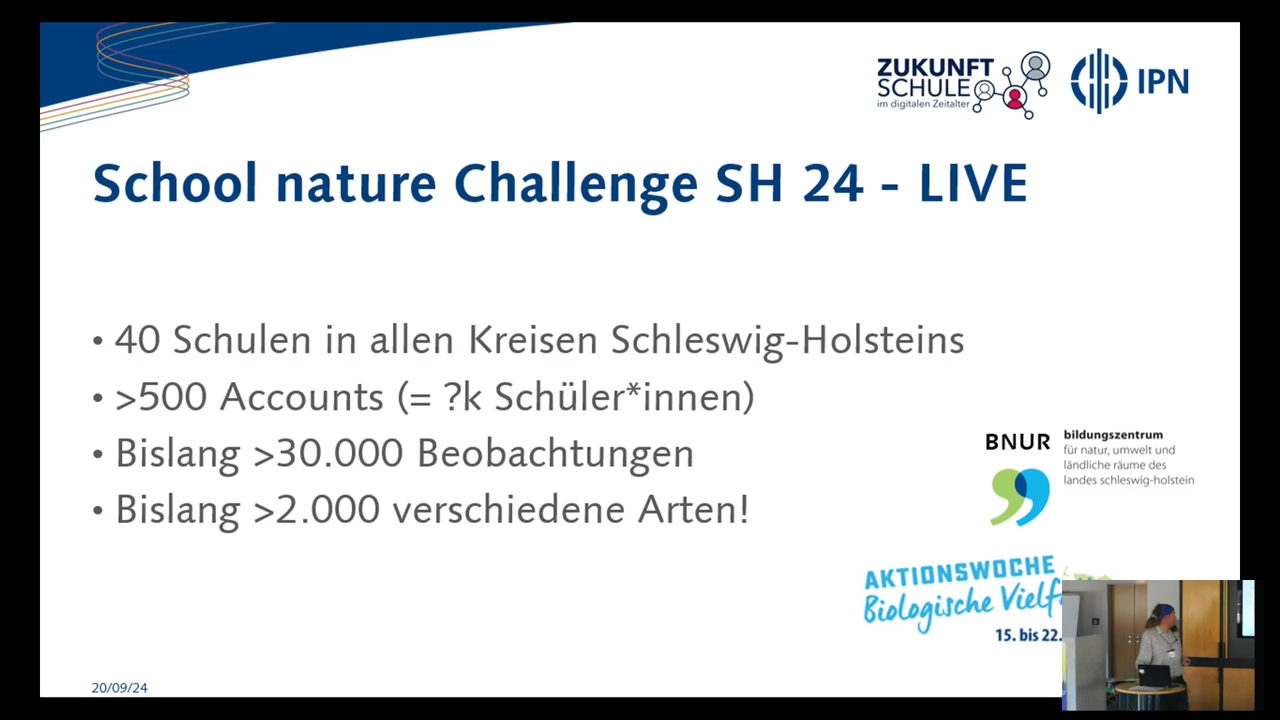 ZUKUNFT
SCHULE
im digitalen Zeitalter
IPN
School nature Challenge SH 24 - LIVE
• 40 Schulen in allen Kreisen Schleswig-Holsteins
• >500 Accounts (= ?k Schüler*innen)
• Bislang >30.000 Beobachtungen
• Bislang >2.000 verschiedene Arten!
BNUR
bildungszentrum
für natur, umwelt und
ländliche räume des
landes schleswig-holstein
AKTIONSWOCHE
Biologische
15. bis 22.
20/09/24